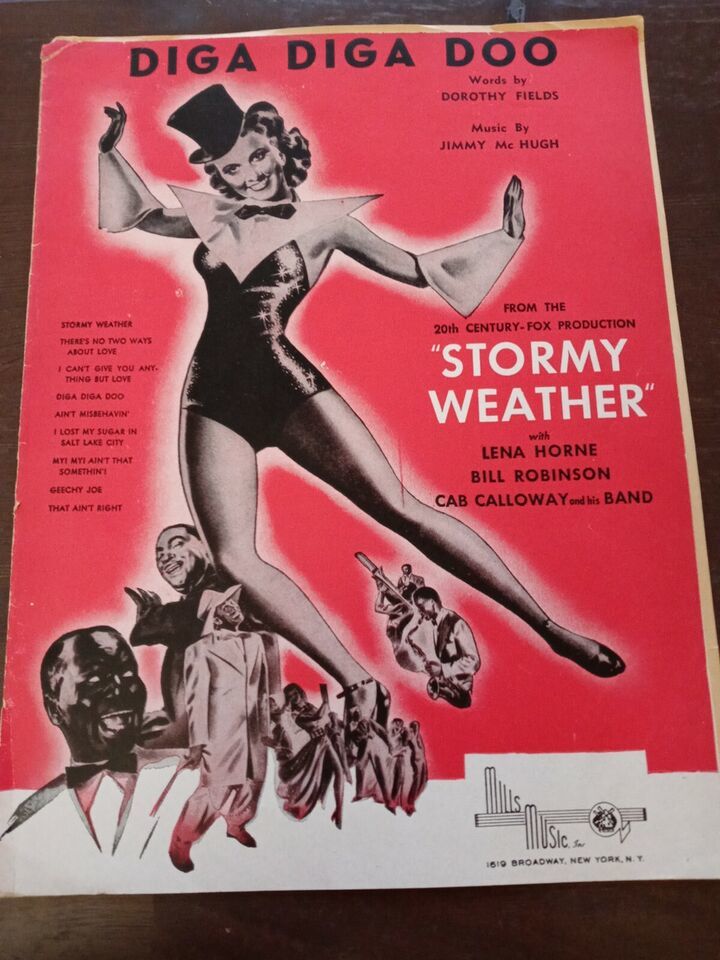 DIGA DIGA DOO
Words by
DOROTHY FIELDS
Music By
JIMMY Mc HUGH
STORMY WEATHER
THERE'S NO TWO WAYS
ABOUT LOVE
I CAN'T GIVE YOU ANY-
THING BUT LOVE
DIGA DIGA DOO
AIN'T MISBEHAVIN'
I LOST MY SUGAR IN
SALT LAKE CITY
MY! MY! AIN'T THAT
SOMETHIN'!
GEECHY JOE
THAT AIN'T RIGHT
FROM THE
20th CENTURY-FOX PRODUCTION
"STORMY
WEATHER"
with
LENA HORNE
BILL ROBINSON
CAB CALLOWAY and his BAND
MILLS
MUSIC, Inc
1619 BROADWAY, NEW YORK, N. Y.